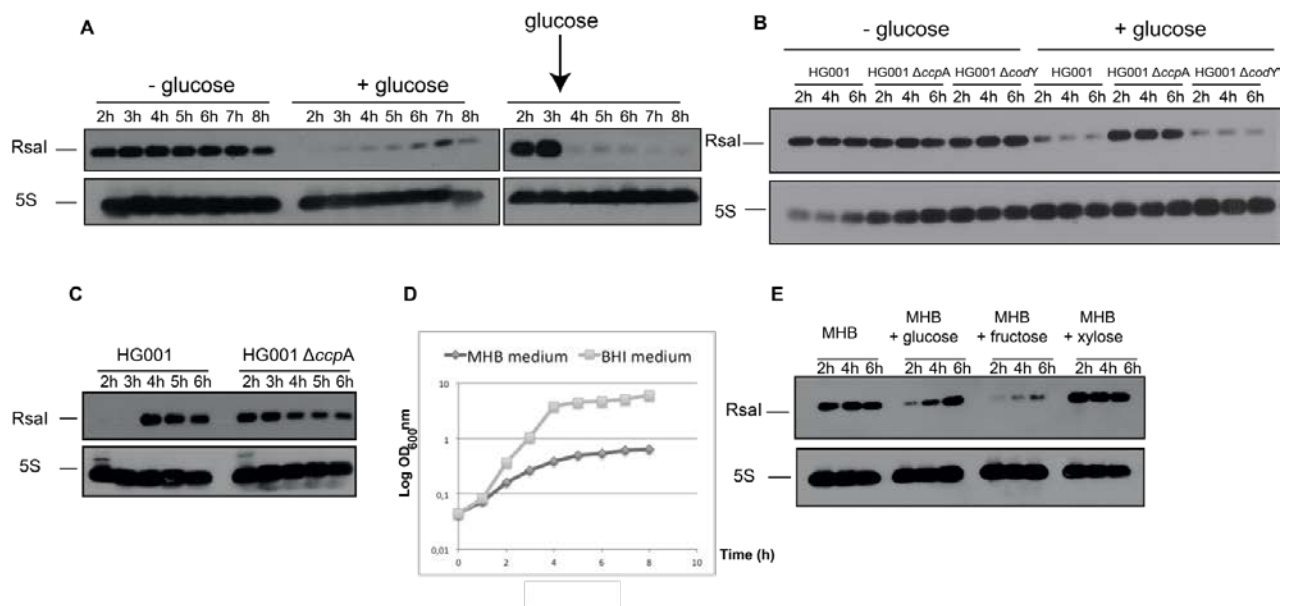 A
glucose
- glucose
+ glucose
2h 3h 4h 5h 6h 7h 8h
2h 3h 4h 5h 6h 7h 8h
2h 3h 4h 5h 6h 7h 8h
RsaI
5S
B
- glucose
+ glucose
HG001
HG001 ΔccpA
HG001 ΔcodY
HG001
HG001 ΔccpA
HG001 ΔcodY
2h 4h 6h 2h 4h 6h 2h 4h 6h
2h 4h 6h 2h 4h 6h 2h 4h 6h
RsaI
5S
C
HG001
HG001 ΔccpA
2h 3h 4h 5h 6h
2h 3h 4h 5h 6h
RsaI
5S
D
MHB medium
BHI medium
Log OD600nm
10
1
0,1
0,01
0 2 4 6 8 10
Time (h)
E
MHB
MHB
+ glucose
MHB
+ fructose
MHB
+ xylose
2h 4h 6h
2h 4h 6h
2h 4h 6h
2h 4h 6h
RsaI
5S